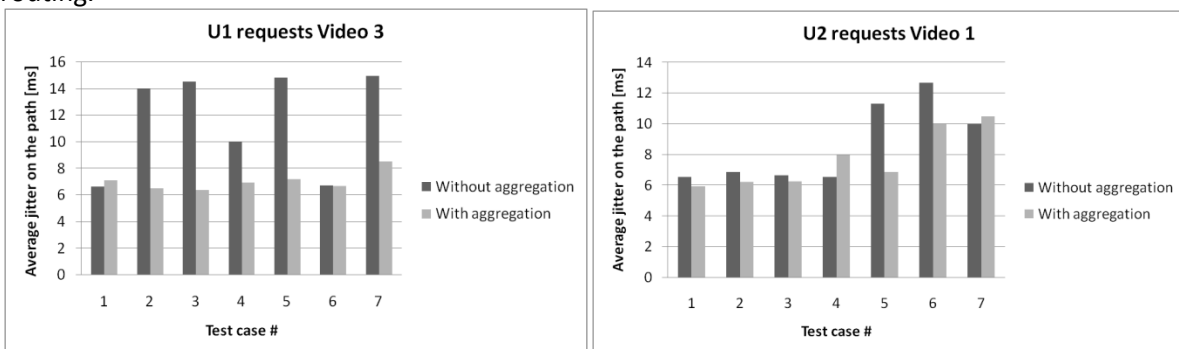 routing.
U1 requests Video 3
Average jitter on the path [ms]
16
14
12
10
8
6
4
2
0
1 2 3 4 5 6 7
Test case #
Without aggregation
With aggregation
U2 requests Video 1
Average jitter on the path [ms]
14
12
10
8
6
4
2
0
1 2 3 4 5 6 7
Test case #
Without aggregation
With aggregation